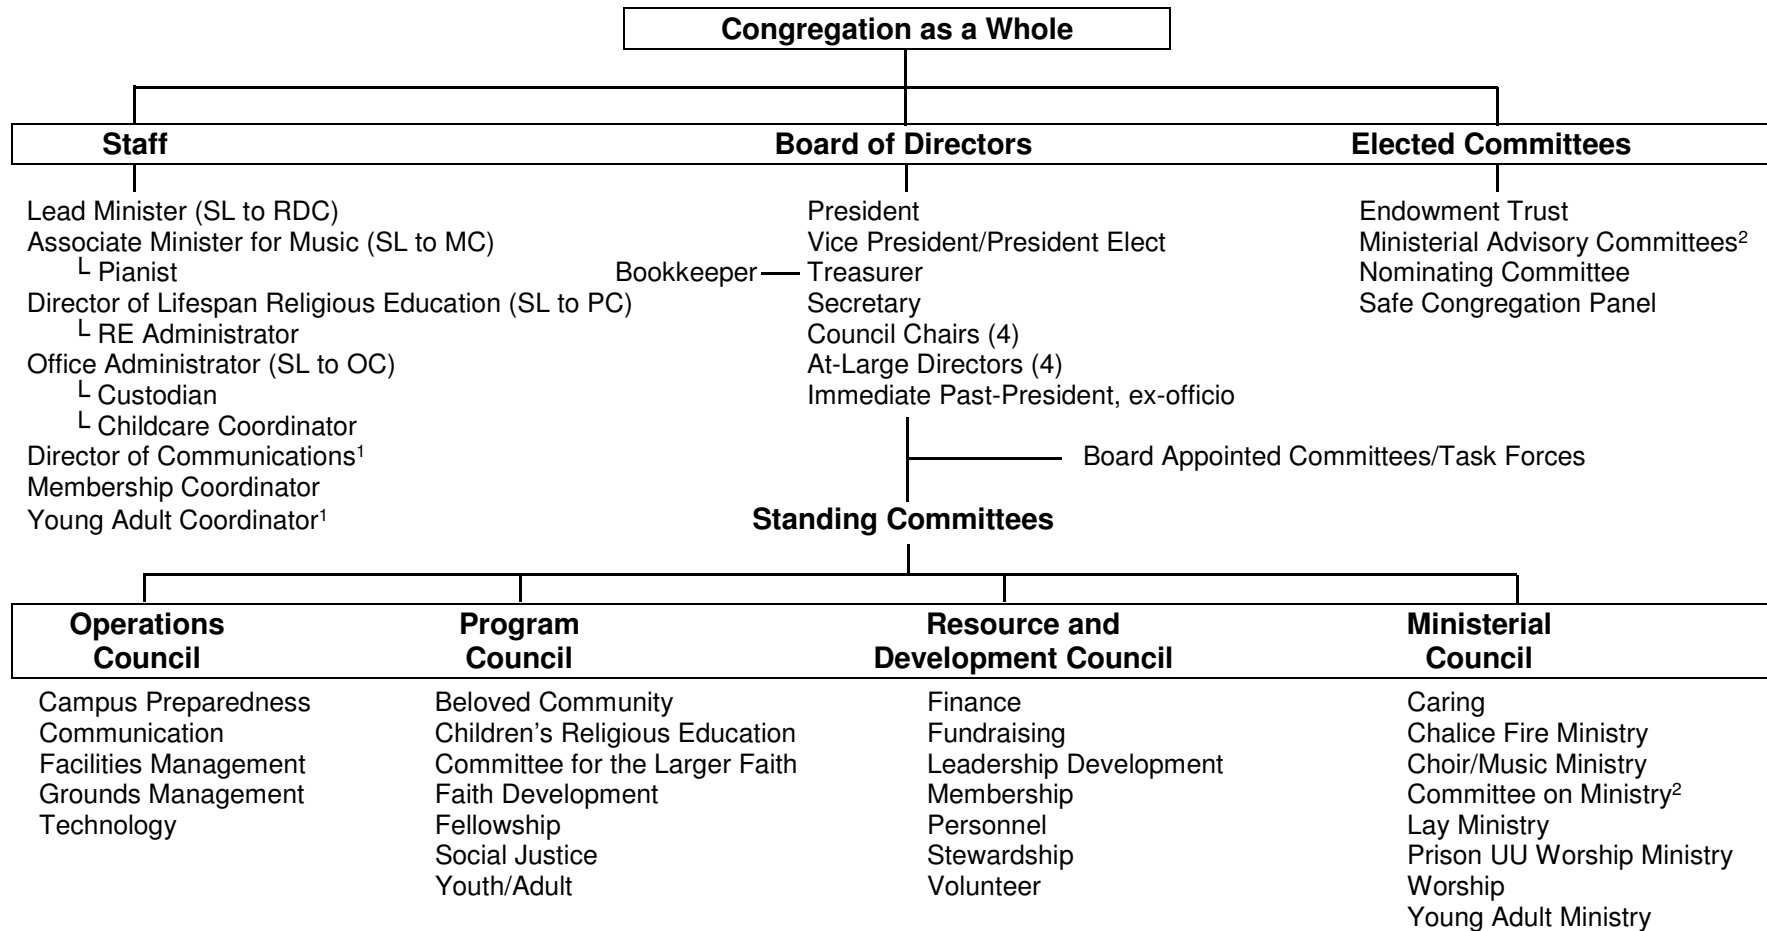 Congregation as a Whole
Staff
Board of Directors
Elected Committees
Lead Minister (SL to RDC)
Associate Minister for Music (SL to MC)
└ Pianist
Director of Lifespan Religious Education (SL to PC)
└ RE Administrator
Office Administrator (SL to OC)
└ Custodian
└ Childcare Coordinator
Director of Communications¹
Membership Coordinator
Young Adult Coordinator¹
President
Vice President/President Elect
Bookkeeper
Treasurer
Secretary
Council Chairs (4)
At-Large Directors (4)
Immediate Past-President, ex-officio
Endowment Trust
Ministerial Advisory Committees²
Nominating Committee
Safe Congregation Panel
Board Appointed Committees/Task Forces
Standing Committees
Operations
Council
Campus Preparedness
Communication
Facilities Management
Grounds Management
Technology
Program
Council
Beloved Community
Children's Religious Education
Committee for the Larger Faith
Faith Development
Fellowship
Social Justice
Youth/Adult
Resource and
Development Council
Finance
Fundraising
Leadership Development
Membership
Personnel
Stewardship
Volunteer
Ministerial
Council
Caring
Chalice Fire Ministry
Choir/Music Ministry
Committee on Ministry²
Lay Ministry
Prison UU Worship Ministry
Worship
Young Adult Ministry